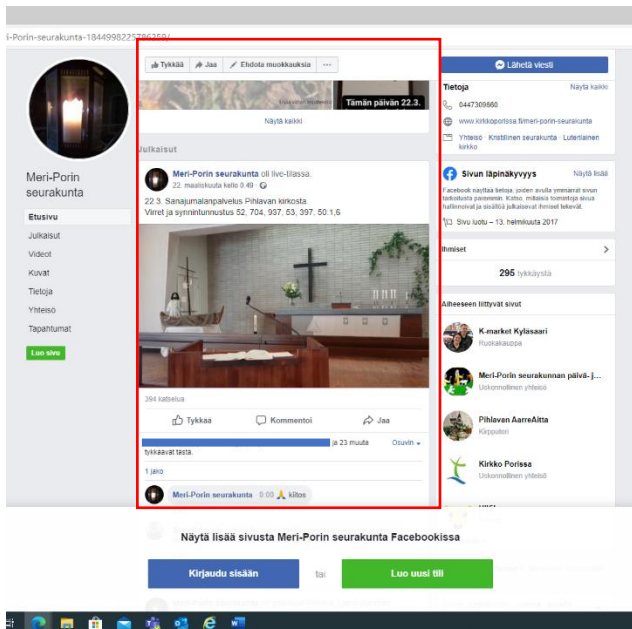 i-Porin-seurakunta-1844998225786359/
Tykkää Jaa Ehdota muokkauksia ...
Tämän päivän 22.3.
Näytä kaikki
Julkaisut
Meri-Porin seurakunta oli live-tilassa.
22. maaliskuuta kello 8.49 ·
22.3. Sanajumalanpalvelus Pihlavan kirkosta.
Virret ja synnintunnustus 52, 704, 937, 53, 397, 50:1,6
394 katselua
Tykkää Kommentoi Jaa
ja 23 muuta
tykkäävät tästä.
Osuvin
1 jako
Meri-Porin seurakunta 0:00 🙏 kiitos
Meri-Porin
seurakunta
Etusivu
Julkaisut
Videot
Kuvat
Tietoja
Yhteisö
Tapahtumat
Luo sivu
Lähetä viesti
Tietoja Näytä kaikki
0447309660
www.kirkkoporissa.fi/meri-porin-seurakunta
Yhteisö · Kristillinen seurakunta · Luterilainen
kirkko
Sivun läpinäkyvyys Näytä lisää
Facebook näyttää tietoja, joiden avulla ymmärrät sivun
tarkoitusta paremmin. Katso, millaisia toimintoja sivua
hallinnoivat ja sisältöä julkaisevat ihmiset tekevät.
Sivu luotu – 13. helmikuuta 2017
Ihmiset
295 tykkäystä
Aiheeseen liittyvät sivut
K-market Kyläsaari
Ruokakauppa
Meri-Porin seurakunnan päivä- j...
Uskonnollinen yhteisö
Pihlavan AarreAitta
Kirpputori
Kirkko Porissa
Uskonnollinen yhteisö
Näytä lisää sivusta Meri-Porin seurakunta Facebookissa
Kirjaudu sisään tai Luo uusi tili